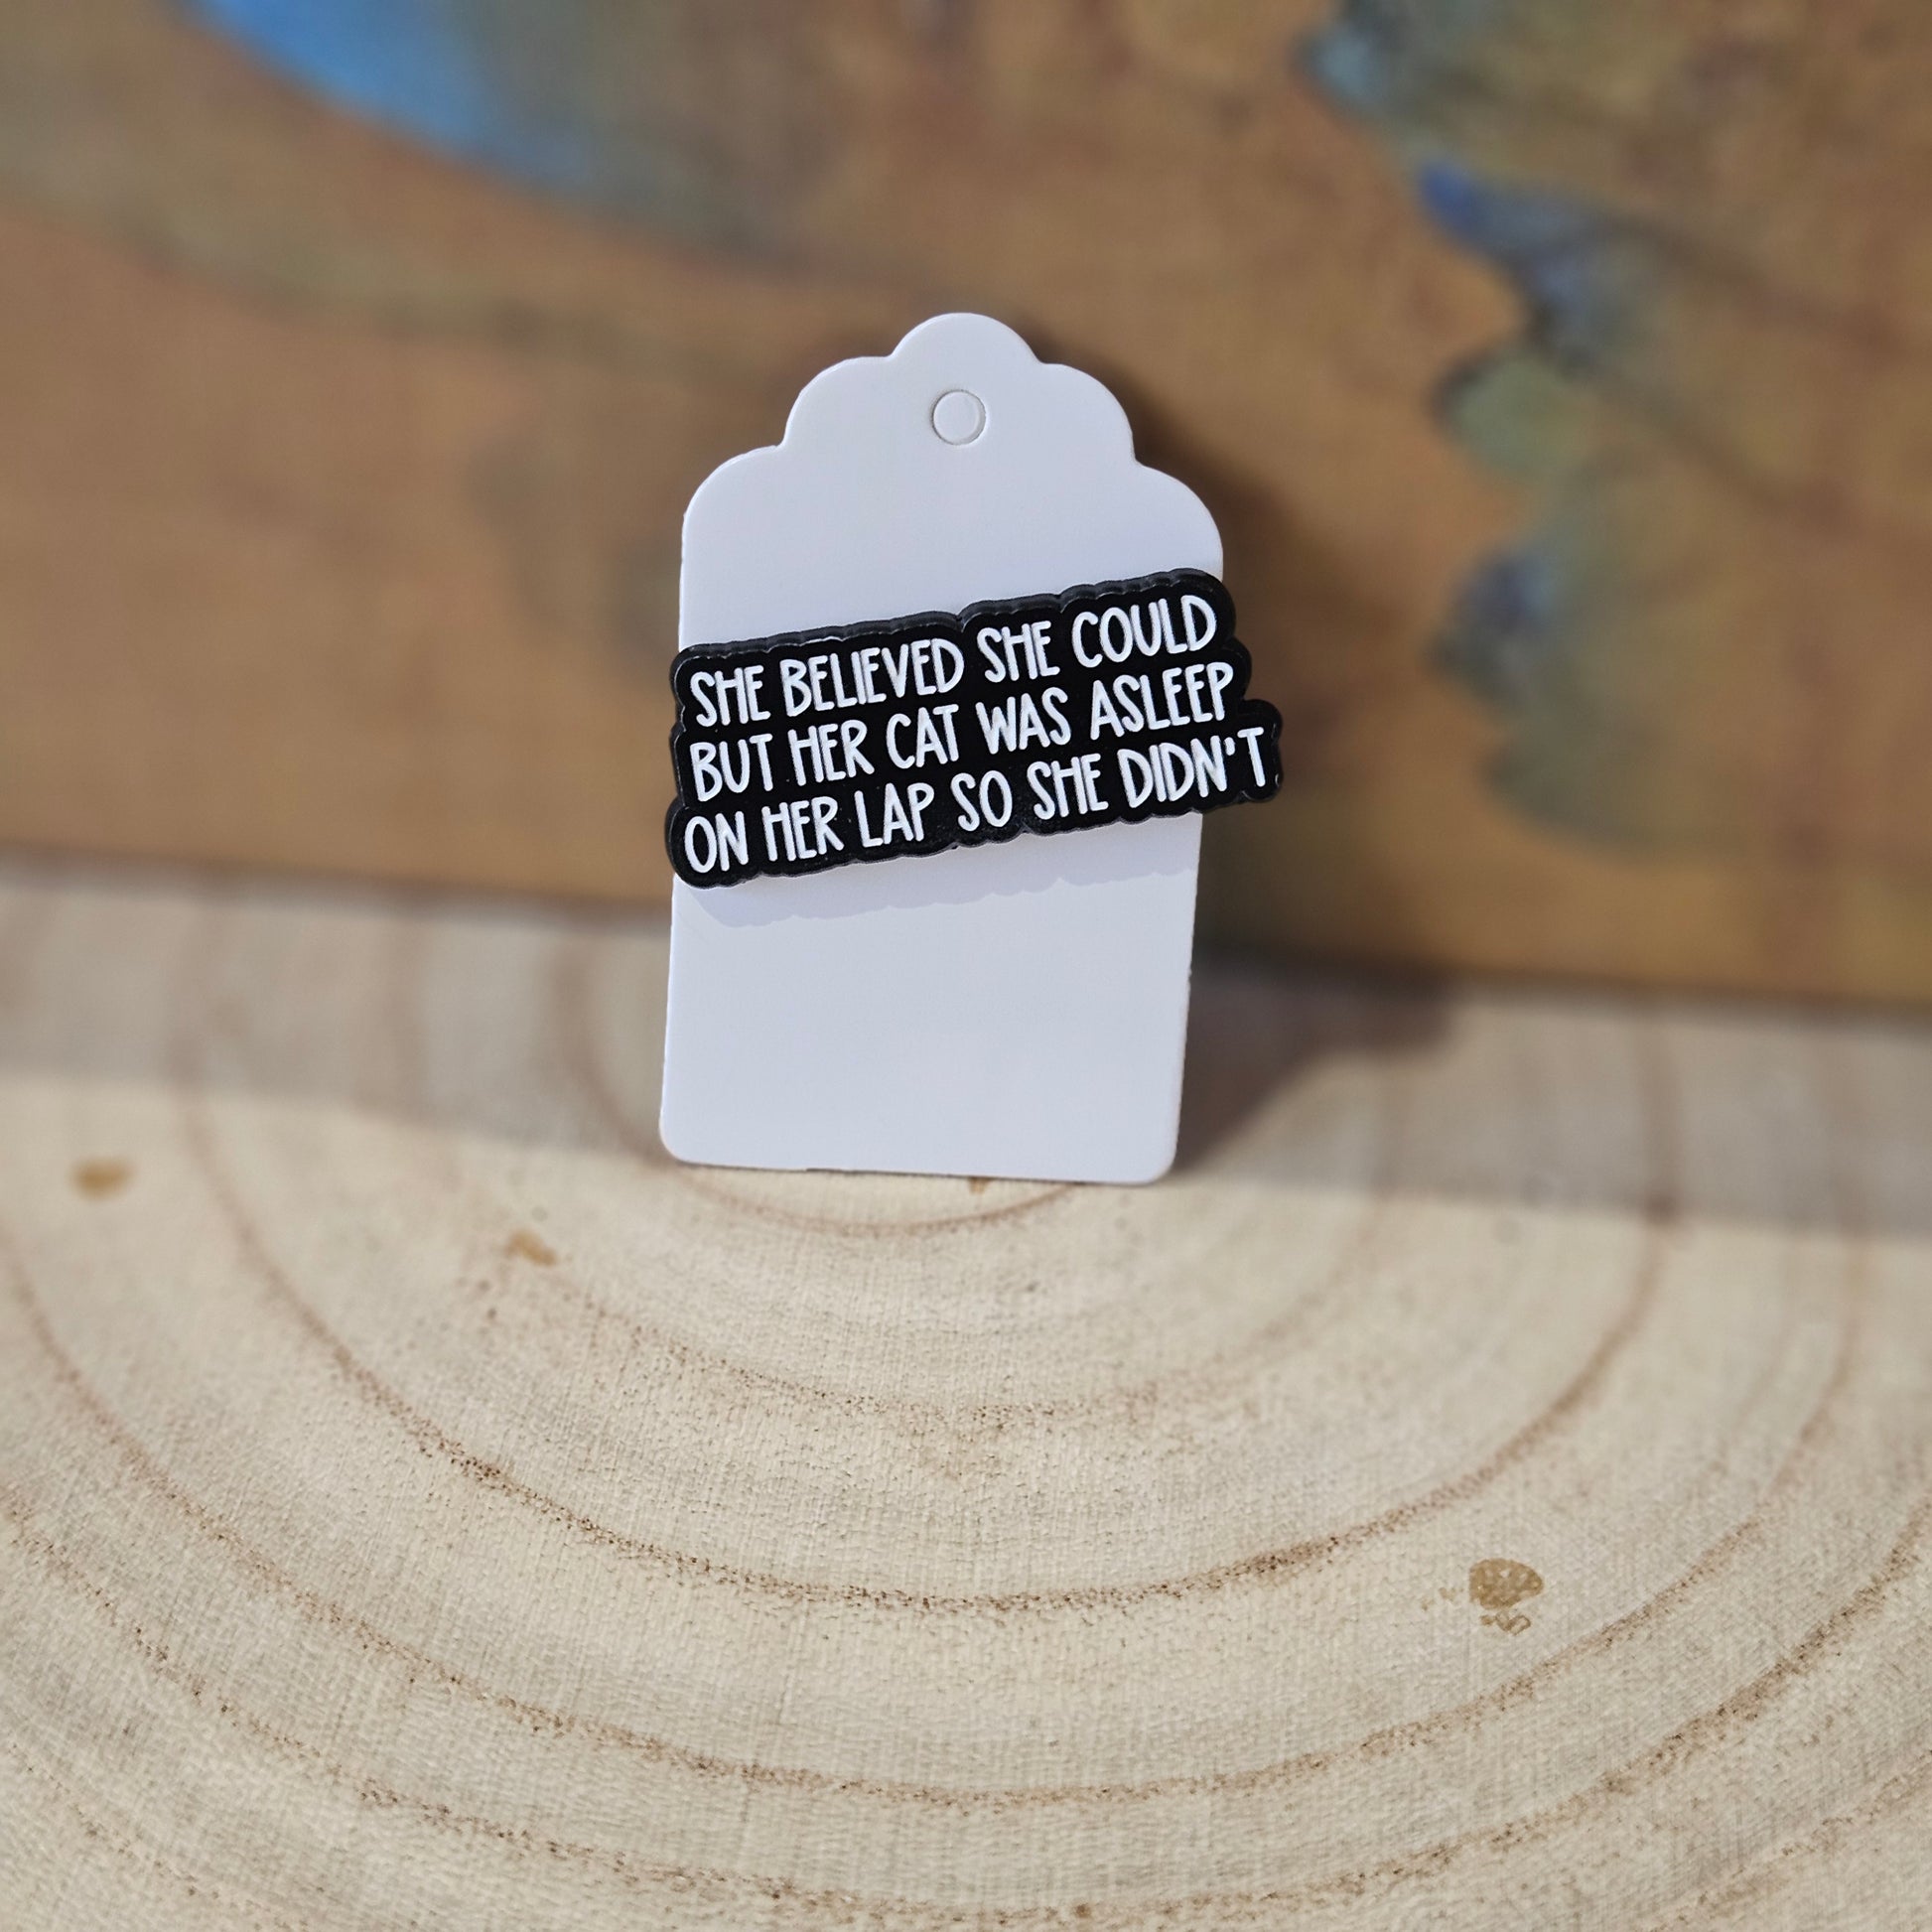 SHE BELIEVED SHE COULD
BUT HER CAT WAS ASLEEP
ON HER LAP SO SHE DIDN'T.